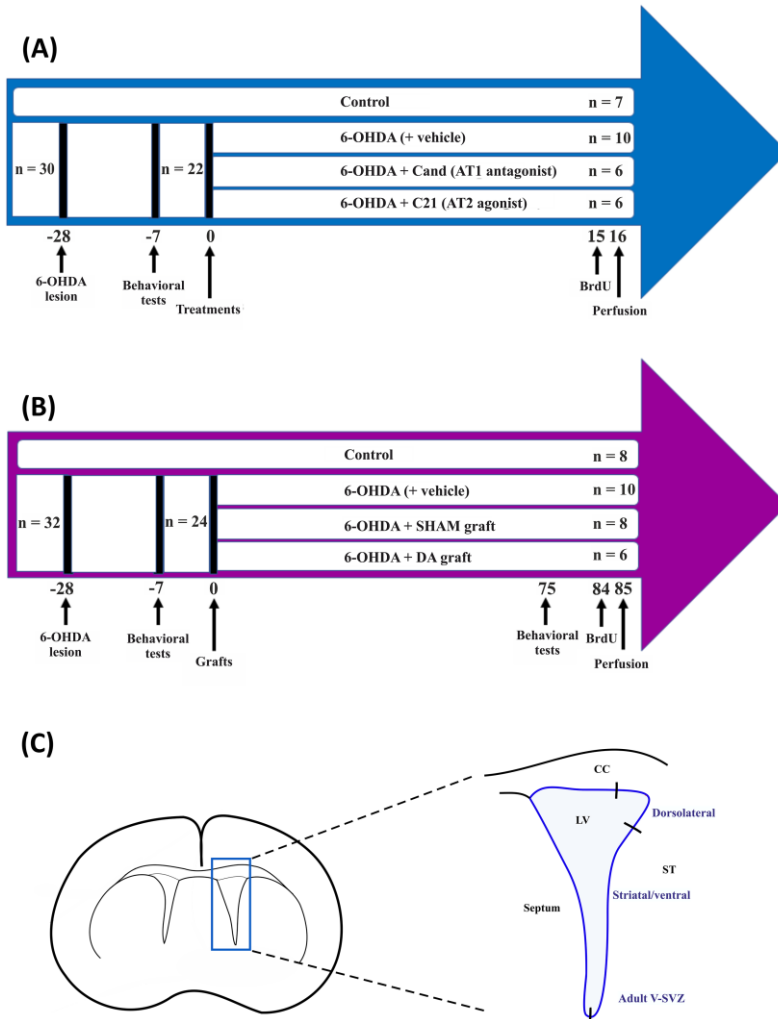 (A)
Control n = 7
6-OHDA (+ vehicle) n = 10
n = 30 n = 22 6-OHDA + Cand (AT1 antagonist) n = 6
6-OHDA + C21 (AT2 agonist) n = 6
-28 -7 0 15 16
6-OHDA
lesion
Behavioral
tests
Treatments
BrdU
Perfusion
(B)
Control n = 8
6-OHDA (+ vehicle) n = 10
n = 32 n = 24 6-OHDA + SHAM graft n = 8
6-OHDA + DA graft n = 6
-28 -7 0 75 84 85
6-OHDA
lesion
Behavioral
tests
Grafts
Behavioral
tests
BrdU
Perfusion
(C)
CC
LV
Dorsolateral
ST
Septum
Striatal/ventral
Adult V-SVZ